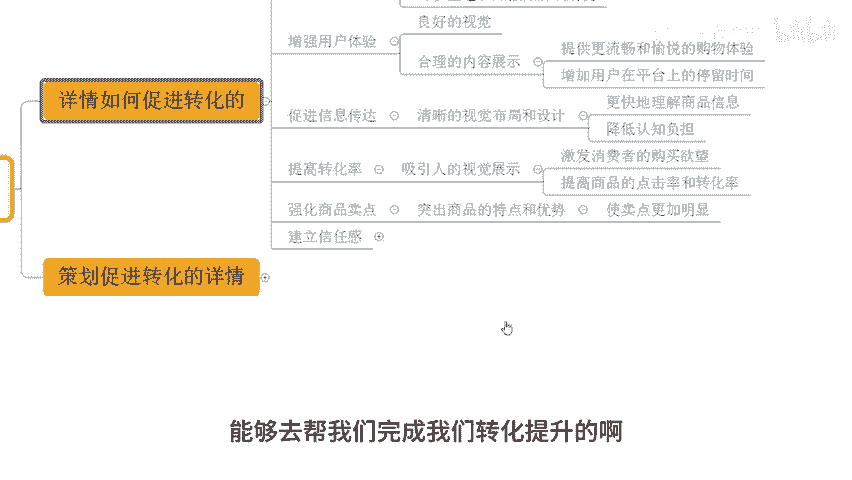 良好的视觉
增强用户体验
合理的内容展示
提供更流畅和愉悦的购物体验
增加用户在平台上的停留时间
详情如何促进转化的
促进信息传达
清晰的视觉布局和设计
更快地理解商品信息
降低认知负担
提高转化率
吸引人的视觉展示
激发消费者的购买欲望
提高商品的点击率和转化率
强化商品卖点
突出商品的特点和优势
使卖点更加明显
建立信任感
策划促进转化的详情
能够去帮我们完成我们转化提升的啊